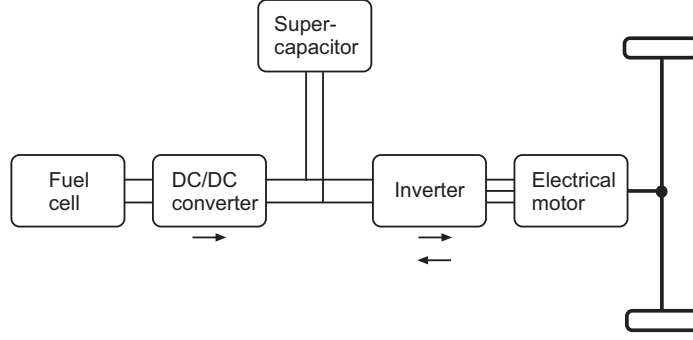 Super-
capacitor
Fuel
cell
DC/DC
converter
Inverter
Electrical
motor